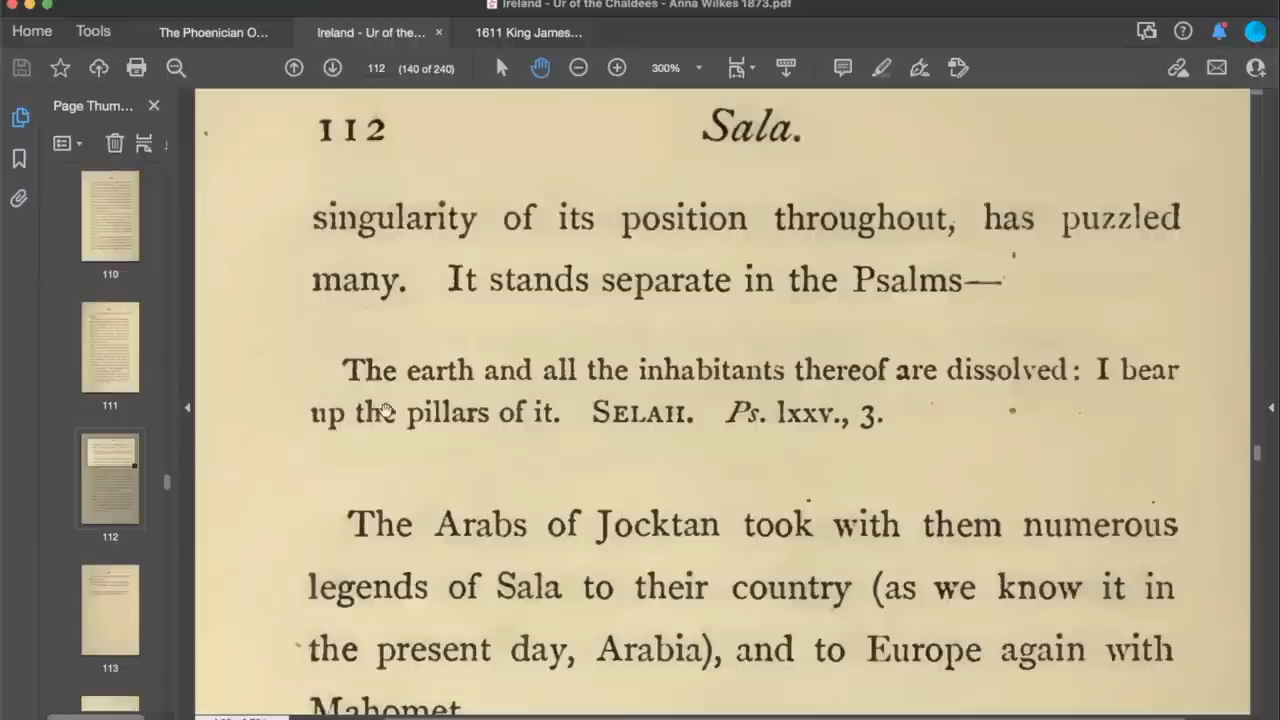 Ireland - Ur of the Chaldees - Anna Wilkes 1873.pdf
Home Tools The Phoenician O... Ireland - Ur of the... × 1611 King James...
112 (140 of 240) 300%
Page Thum... ×
110
111
112
113
112 Sala.
singularity of its position throughout, has puzzled
many. It stands separate in the Psalms—
The earth and all the inhabitants thereof are dissolved: I bear
up the pillars of it. SELAH. Ps. lxxv., 3.
The Arabs of Jocktan took with them numerous
legends of Sala to their country (as we know it in
the present day, Arabia), and to Europe again with
Mahomet